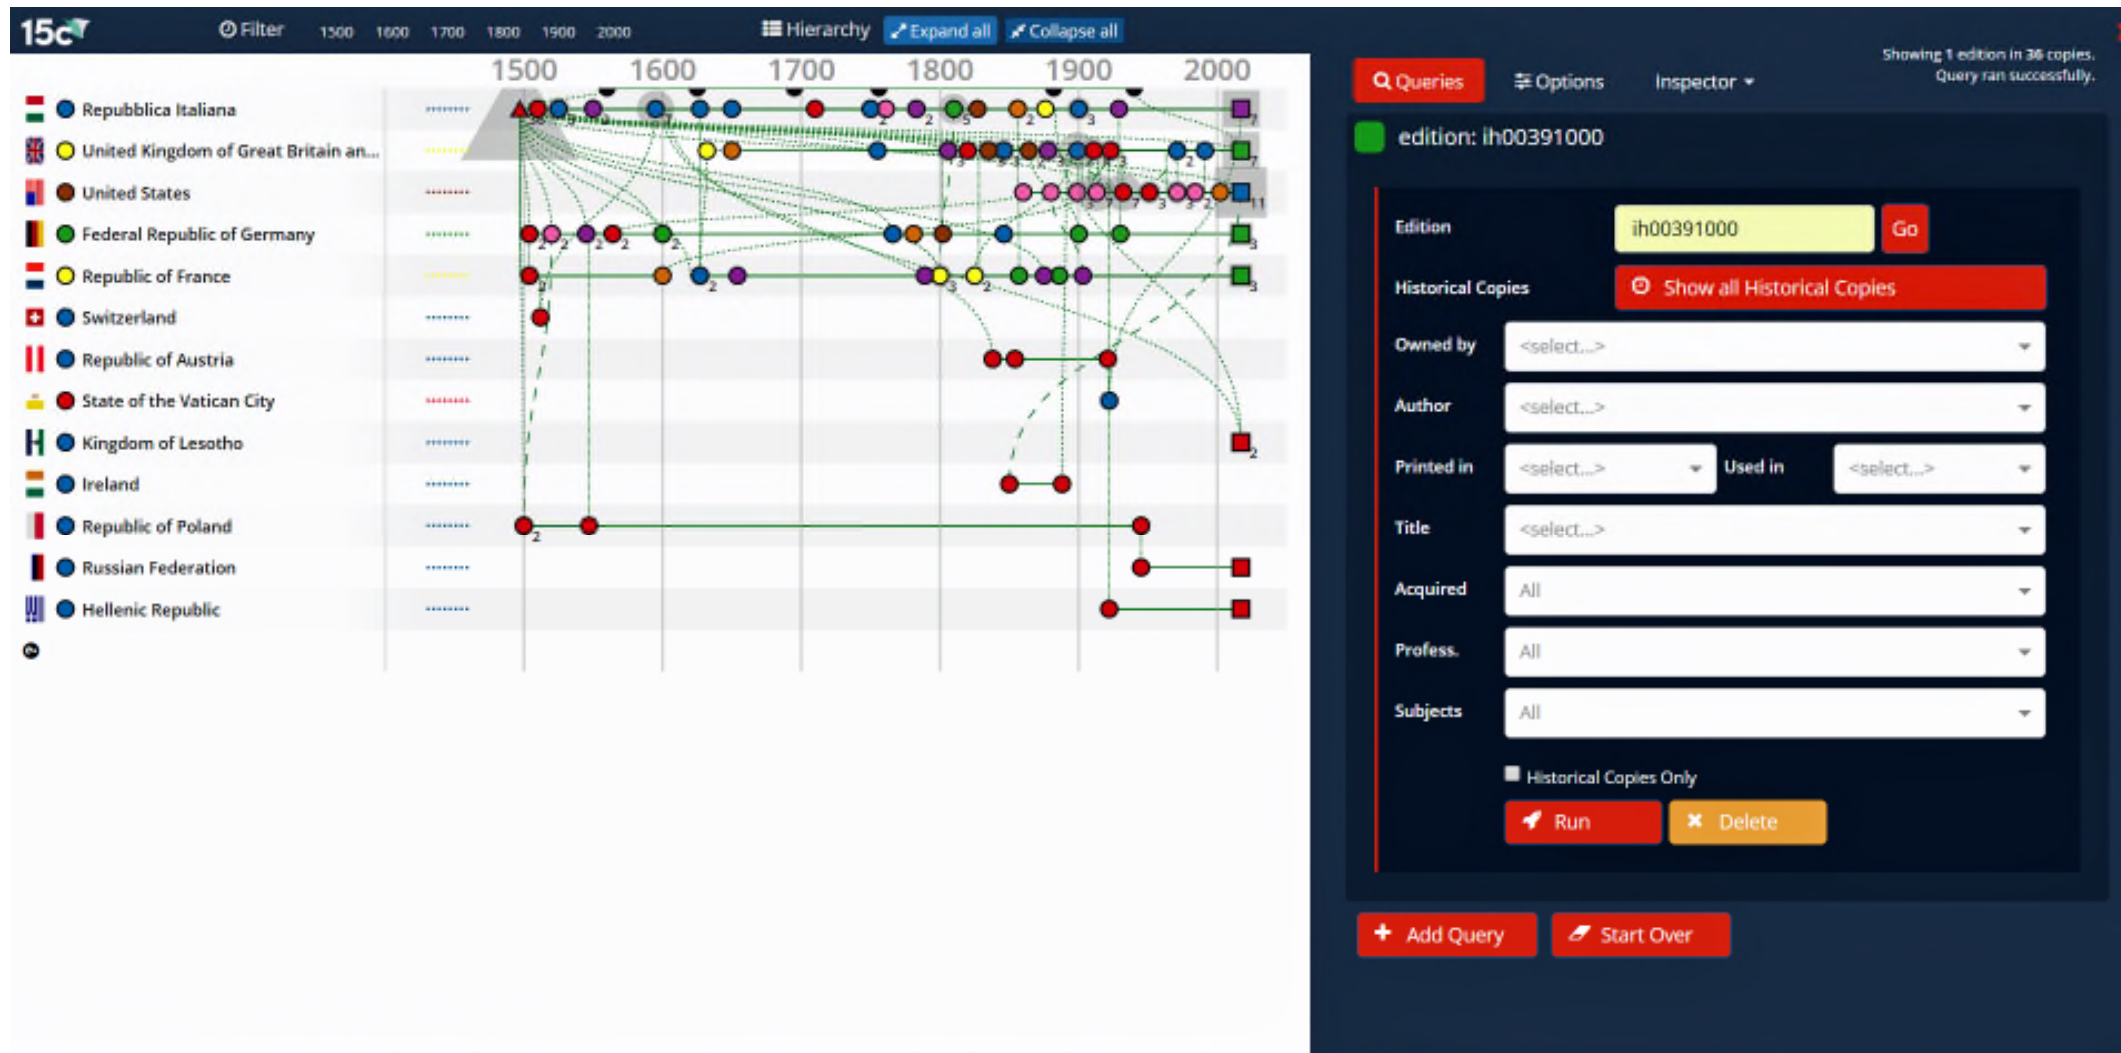 15c
Filter 1500 1600 1700 1800 1900 2000 Hierarchy Expand all Collapse all
1500 1600 1700 1800 1900 2000
Repubblica Italiana
United Kingdom of Great Britain an...
United States
Federal Republic of Germany
Republic of France
Switzerland
Republic of Austria
State of the Vatican City
Kingdom of Lesotho
Ireland
Republic of Poland
Russian Federation
Hellenic Republic
Showing 1 edition in 36 copies.
Query ran successfully.
Queries Options Inspector
edition: ih00391000
Edition ih00391000 Go
Historical Copies Show all Historical Copies
Owned by <select...>
Author <select...>
Printed in <select...> Used in <select...>
Title <select...>
Acquired All
Profess. All
Subjects All
Historical Copies Only
Run Delete
Add Query Start Over